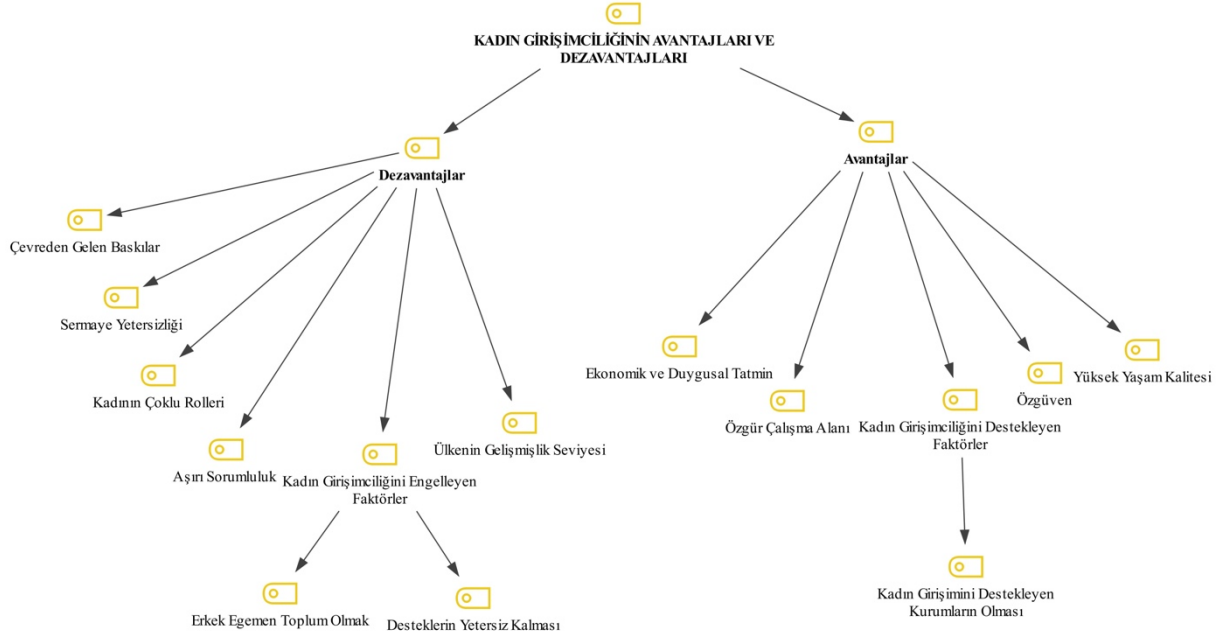 KADIN GİRİŞİMCİLİĞİNİN AVANTAJLARI VE
DEZAVANTAJLARI
Dezavantajlar
Avantajlar
Çevreden Gelen Baskılar
Sermaye Yetersizliği
Kadının Çoklu Rolleri
Aşırı Sorumluluk
Kadın Girişimciliğini Engelleyen
Faktörler
Ülkenin Gelişmişlik Seviyesi
Erkek Egemen Toplum Olmak
Desteklerin Yetersiz Kalması
Ekonomik ve Duygusal Tatmin
Özgür Çalışma Alanı
Kadın Girişimciliğini Destekleyen
Faktörler
Özgüven
Yüksek Yaşam Kalitesi
Kadın Girişimini Destekleyen
Kurumların Olması